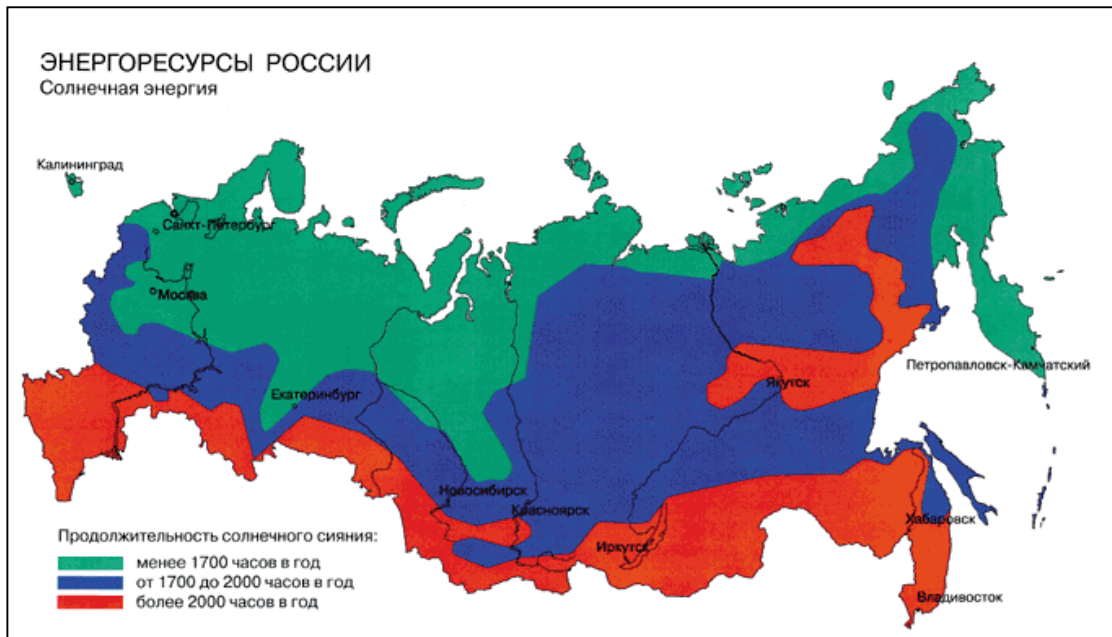 ЭНЕРГОРЕСУРСЫ РОССИИ
Солнечная энергия
Калининград
Санкт-Петербург
Москва
Петропавловск-Камчатский
Якутск
Екатеринбург
Новосибирск
Красноярск
Хабаровск
Иркутск
Владивосток
Продолжительность солнечного сияния:
менее 1700 часов в год
от 1700 до 2000 часов в год
более 2000 часов в год